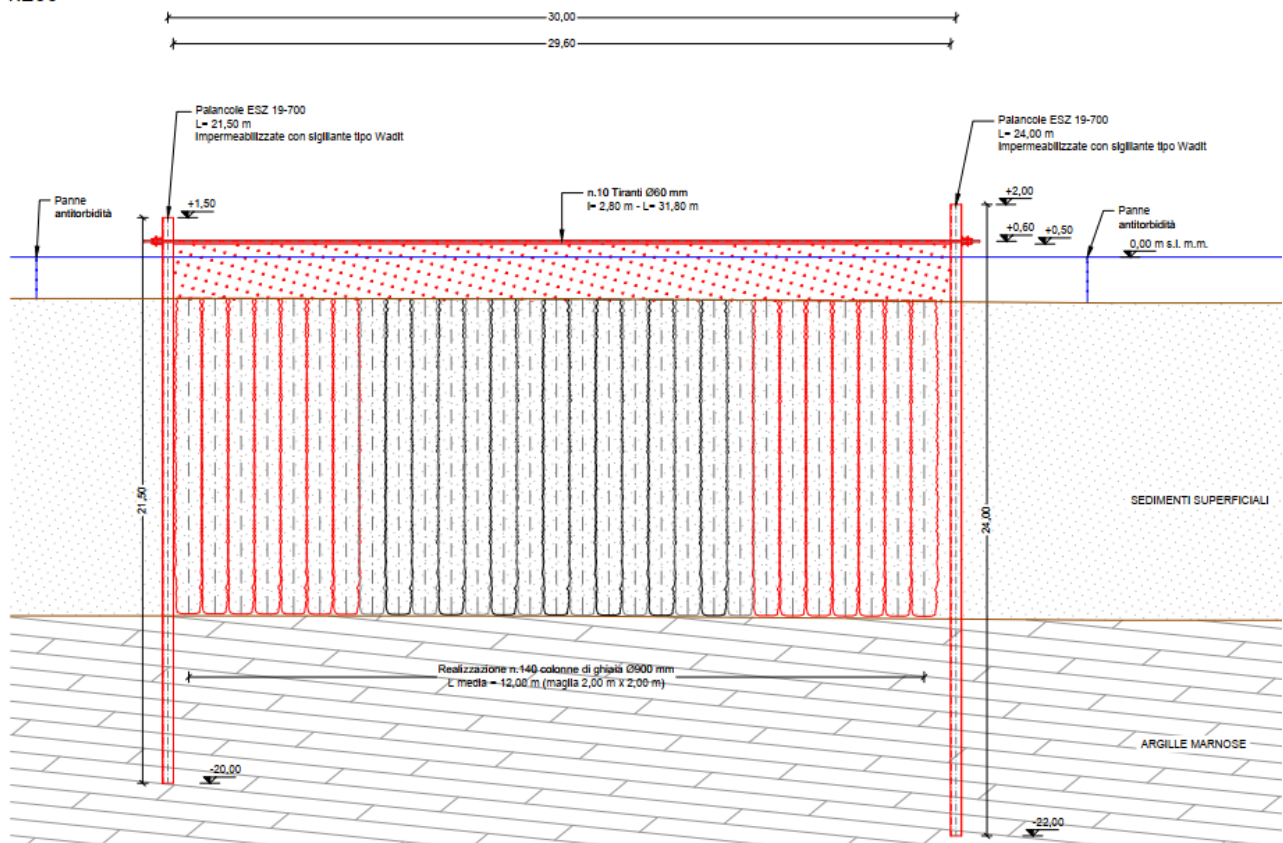 30,00
29,60
Palancole ESZ 19-700
L= 21,50 m
Impermeabilizzate con sigillante tipo Wadit
Palancole ESZ 19-700
L= 24,00 m
Impermeabilizzate con sigillante tipo Wadit
n.10 Tiranti Ø60 mm
i= 2,80 m - L= 31,80 m
Panne
antitorbidità
+1,50
+2,00
Panne
antitorbidità
+0,60
+0,50
0,00 m s.l. m.m.
21,50
24,00
SEDIMENTI SUPERFICIALI
Realizzazione n.140 colonne di ghiaia Ø900 mm
L media = 12,00 m (maglia 2,00 m x 2,00 m)
ARGILLE MARNOSE
-20,00
-22,00